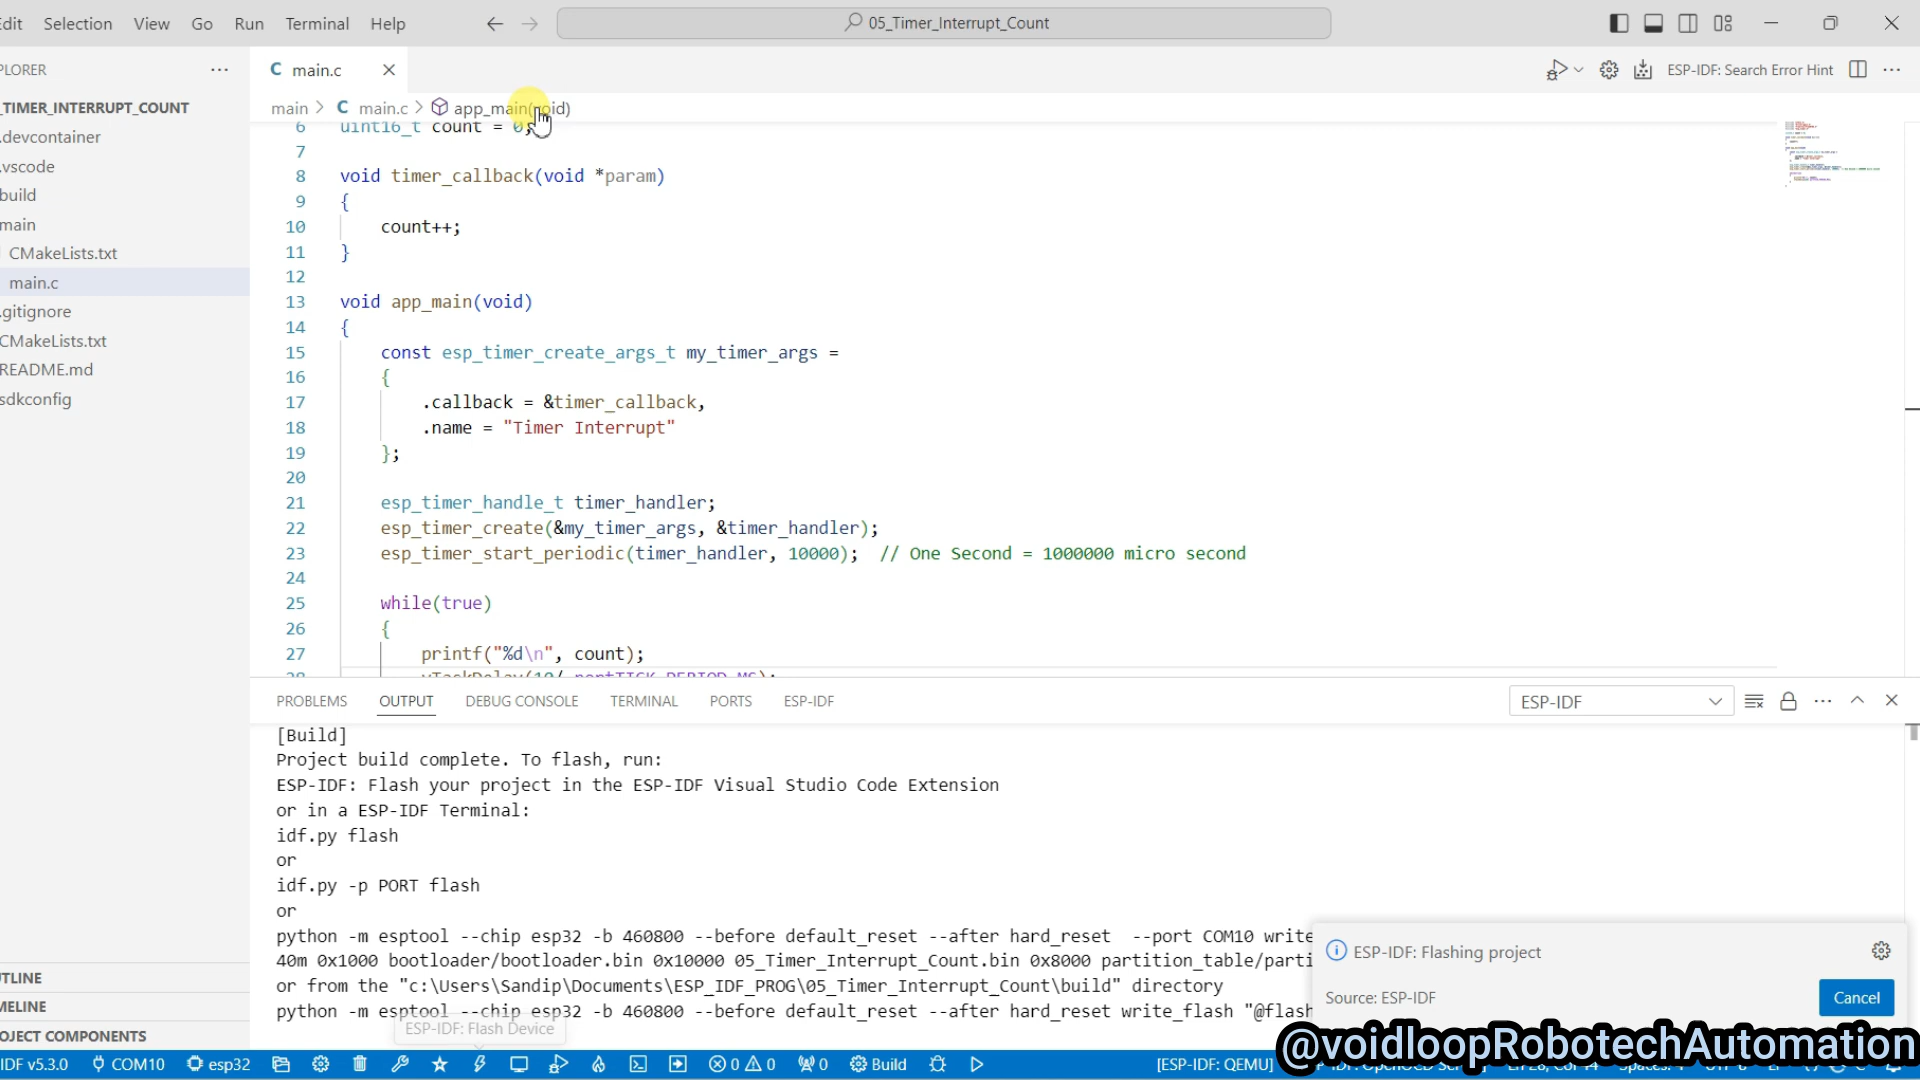 Edit Selection View Go Run Terminal Help
05_Timer_Interrupt_Count
PLORER
main.c
ESP-IDF: Search Error Hint
_TIMER_INTERRUPT_COUNT
.devcontainer
.vscode
build
main
CMakeLists.txt
main.c
.gitignore
CMakeLists.txt
README.md
sdkconfig
TLINE
MELINE
OJECT COMPONENTS
main > C main.c > app_main(void)
6 uint16_t count = 0;
7
8 void timer_callback(void *param)
9 {
10 count++;
11 }
12
13 void app_main(void)
14 {
15 const esp_timer_create_args_t my_timer_args =
16 {
17 .callback = &timer_callback,
18 .name = "Timer Interrupt"
19 };
20
21 esp_timer_handle_t timer_handler;
22 esp_timer_create(&my_timer_args, &timer_handler);
23 esp_timer_start_periodic(timer_handler, 10000); // One Second = 1000000 micro second
24
25 while(true)
26 {
27 printf("%d\n", count);
28 vTaskDelay(10/ portTICK_PERIOD_MS);
PROBLEMS OUTPUT DEBUG CONSOLE TERMINAL PORTS ESP-IDF
ESP-IDF
[Build]
Project build complete. To flash, run:
ESP-IDF: Flash your project in the ESP-IDF Visual Studio Code Extension
or in a ESP-IDF Terminal:
idf.py flash
or
idf.py -p PORT flash
or
python -m esptool --chip esp32 -b 460800 --before default_reset --after hard_reset --port COM10 write
40m 0x1000 bootloader/bootloader.bin 0x10000 05_Timer_Interrupt_Count.bin 0x8000 partition_table/parti
or from the "c:\Users\Sandip\Documents\ESP_IDF_PROG\05_Timer_Interrupt_Count\build" directory
python -m esptool --chip esp32 -b 460800 --before default_reset --after hard_reset write_flash "@flash
ESP-IDF: Flash Device
ESP-IDF: Flashing project
Source: ESP-IDF
Cancel
@voidloopRobotechAutomation
IDF v5.3.0 COM10 esp32 0 0 0 Build [ESP-IDF: QEMU]